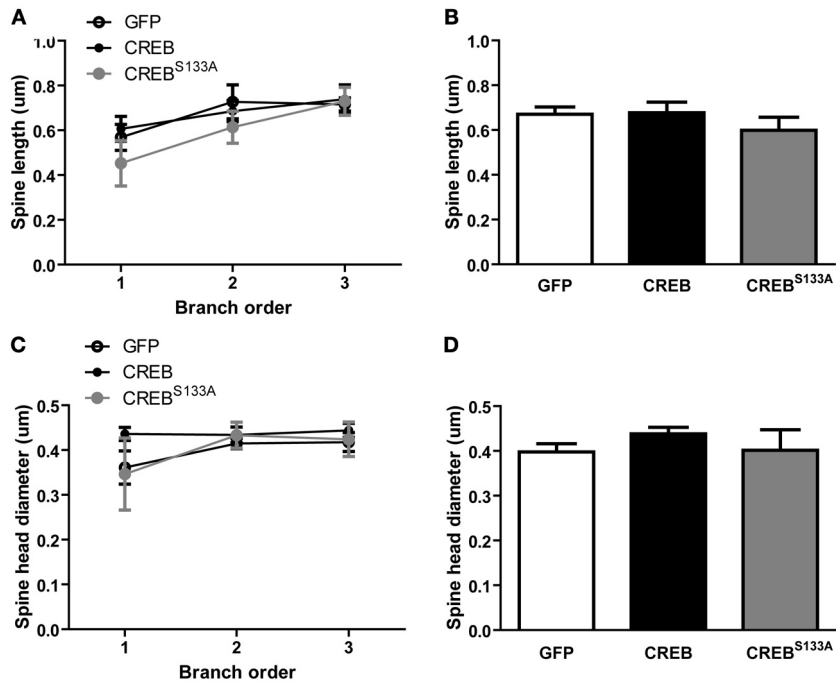 A
GFP
CREB
CREBS133A
1.0
0.8
0.6
0.4
0.2
0.0
Spine length (um)
1 2 3
Branch order
B
1.0
0.8
0.6
0.4
0.2
0.0
Spine length (um)
GFP CREB CREBS133A
C
GFP
CREB
CREBS133A
0.5
0.4
0.3
0.2
0.1
0.0
Spine head diameter (um)
1 2 3
Branch order
D
0.5
0.4
0.3
0.2
0.1
0.0
Spine head diameter (um)
GFP CREB CREBS133A